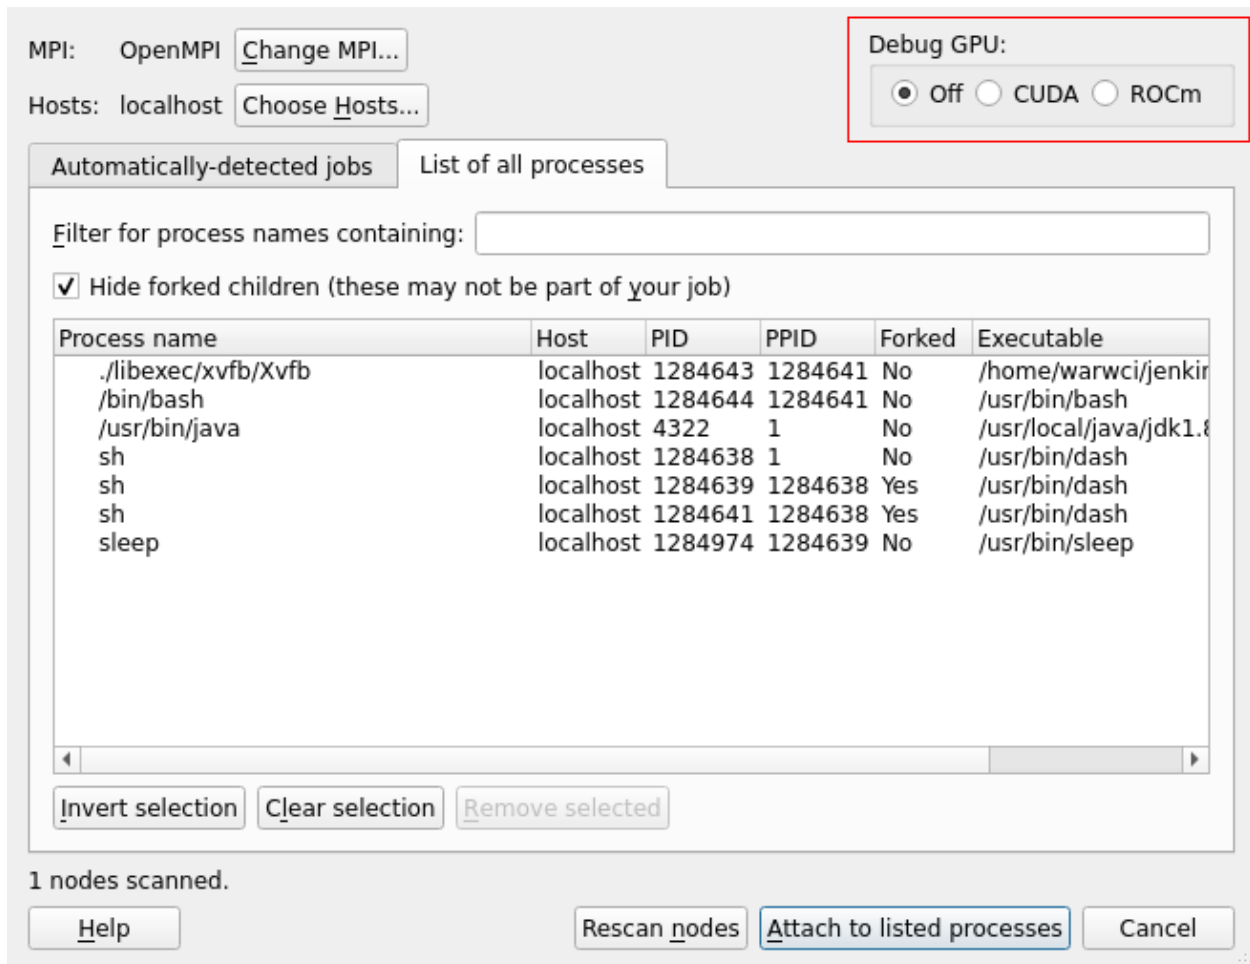 MPI: OpenMPI Change MPI...
Debug GPU:
Off CUDA ROCm
Hosts: localhost Choose Hosts...
Automatically-detected jobs List of all processes
Filter for process names containing:
Hide forked children (these may not be part of your job)
Process name Host PID PPID Forked Executable
./libexec/xvfb/Xvfb localhost 1284643 1284641 No /home/warwci/jenkin
/bin/bash localhost 1284644 1284641 No /usr/bin/bash
/usr/bin/java localhost 4322 1 No /usr/local/java/jdk1.8
sh localhost 1284638 1 No /usr/bin/dash
sh localhost 1284639 1284638 Yes /usr/bin/dash
sh localhost 1284641 1284638 Yes /usr/bin/dash
sleep localhost 1284974 1284639 No /usr/bin/sleep
Invert selection Clear selection Remove selected
1 nodes scanned.
Help Rescan nodes Attach to listed processes Cancel